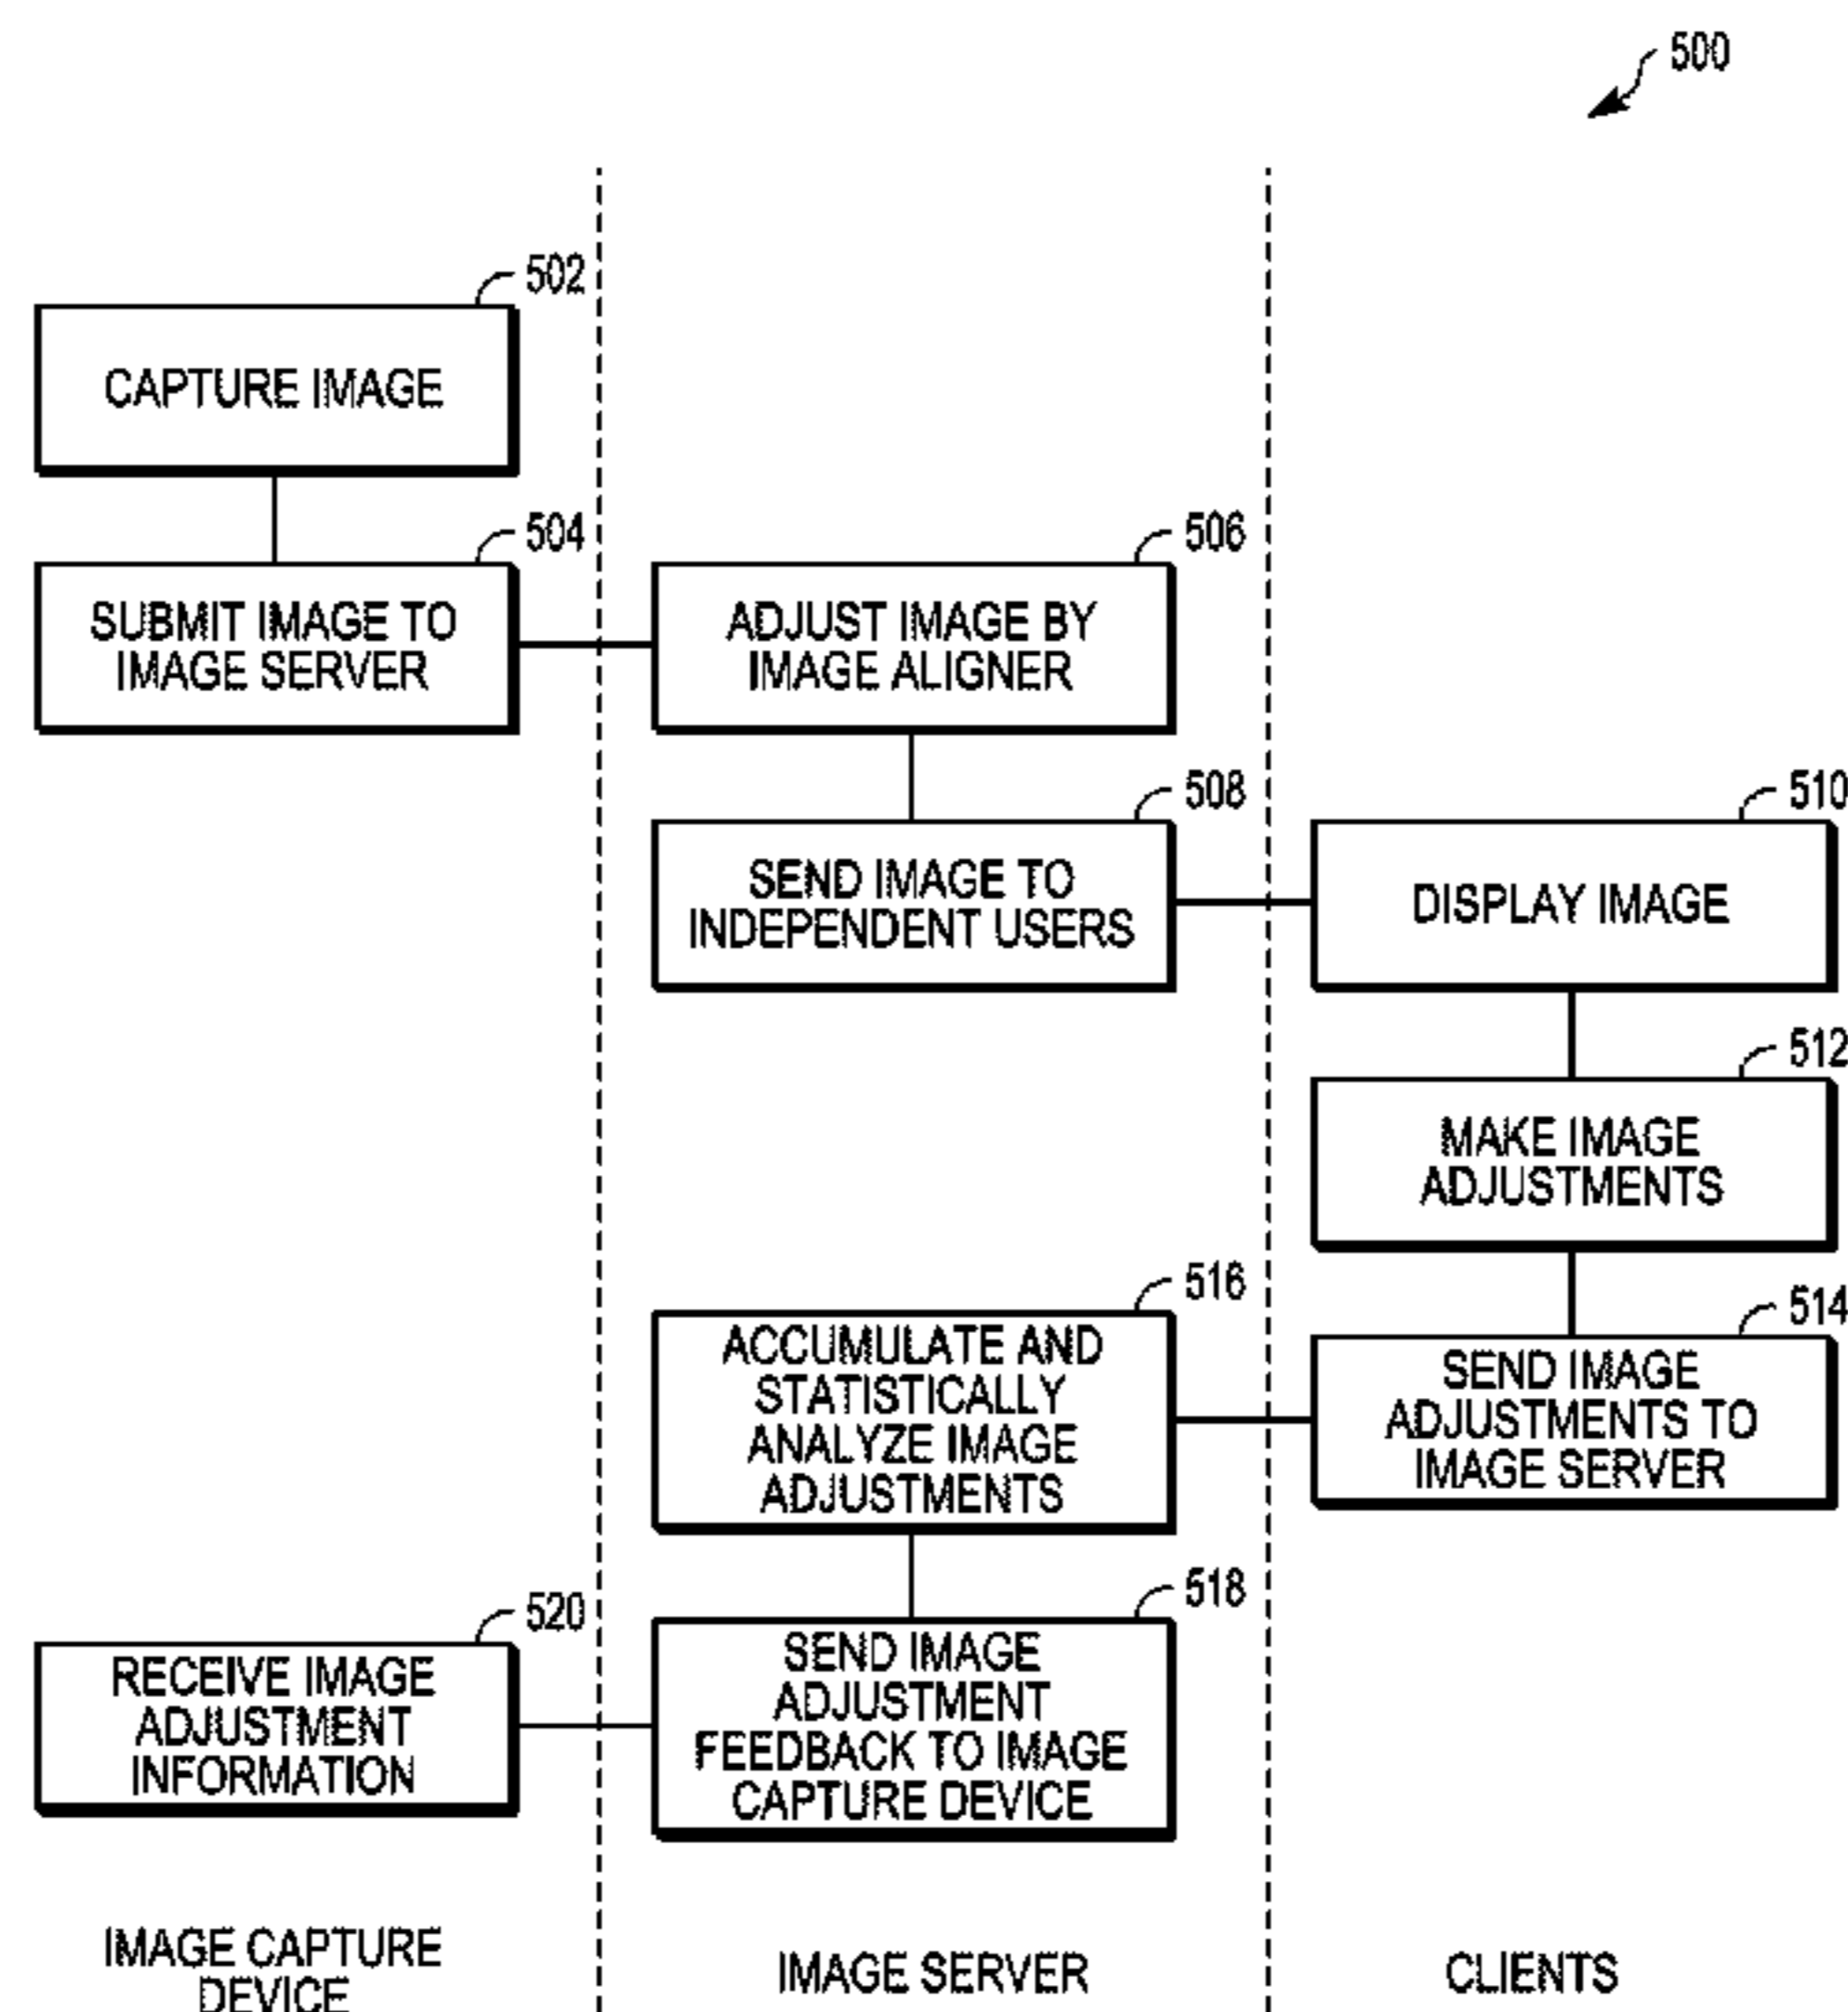 500
502
CAPTURE IMAGE
504
SUBMIT IMAGE TO
IMAGE SERVER
506
ADJUST IMAGE BY
IMAGE ALIGNER
508
SEND IMAGE TO
INDEPENDENT USERS
510
DISPLAY IMAGE
512
MAKE IMAGE
ADJUSTMENTS
514
SEND IMAGE
ADJUSTMENTS TO
IMAGE SERVER
516
ACCUMULATE AND
STATISTICALLY
ANALYZE IMAGE
ADJUSTMENTS
518
SEND IMAGE
ADJUSTMENT
FEEDBACK TO IMAGE
CAPTURE DEVICE
520
RECEIVE IMAGE
ADJUSTMENT
INFORMATION
IMAGE CAPTURE
DEVICE
IMAGE SERVER
CLIENTS